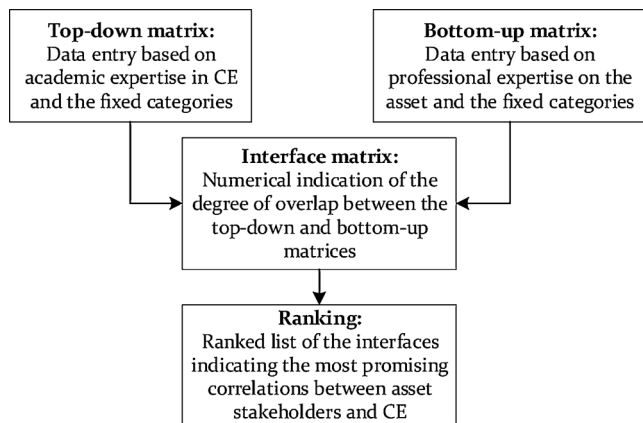 Top-down matrix:
Data entry based on
academic expertise in CE
and the fixed categories
Bottom-up matrix:
Data entry based on
professional expertise on the
asset and the fixed categories
Interface matrix:
Numerical indication of the
degree of overlap between the
top-down and bottom-up
matrices
Ranking:
Ranked list of the interfaces
indicating the most promising
correlations between asset
stakeholders and CE